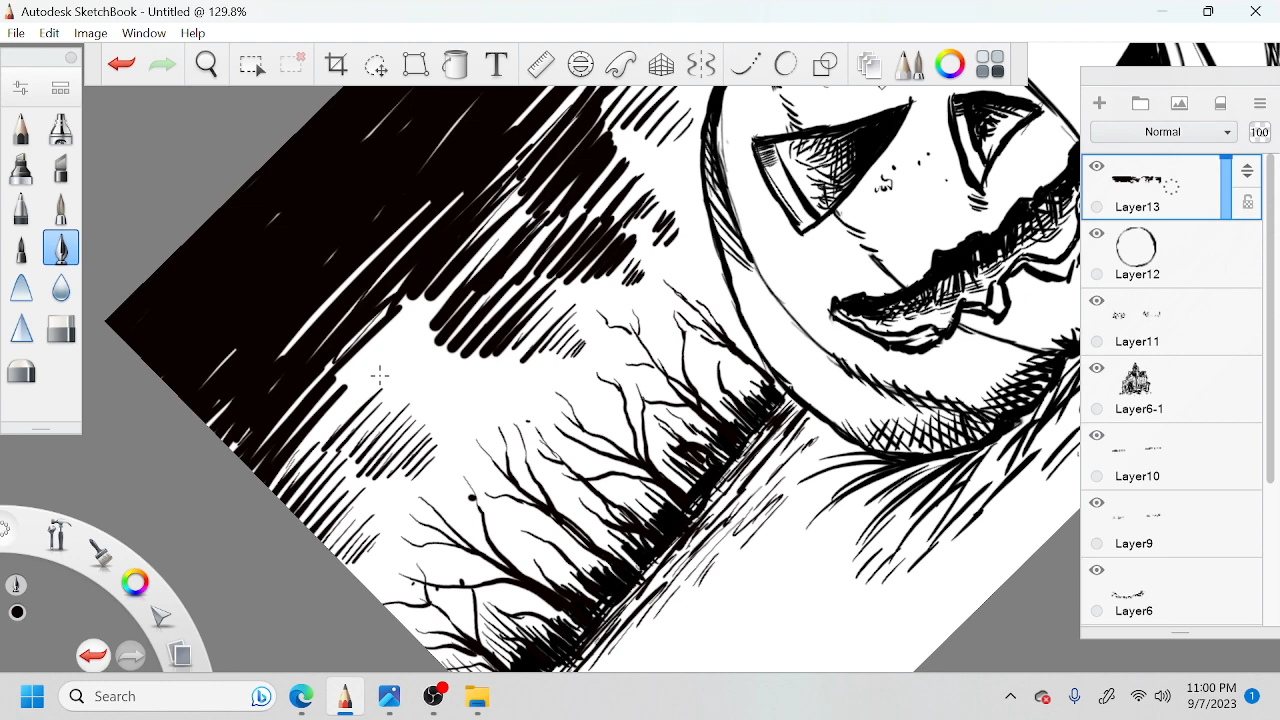 Autodesk SketchBook - Untitled @ 129.8%
File Edit Image Window Help
T
Normal
100
Layer13
Layer12
Layer11
Layer6-1
Layer10
Layer9
Layer6
Search
11:00 PM
9/7/2023
1